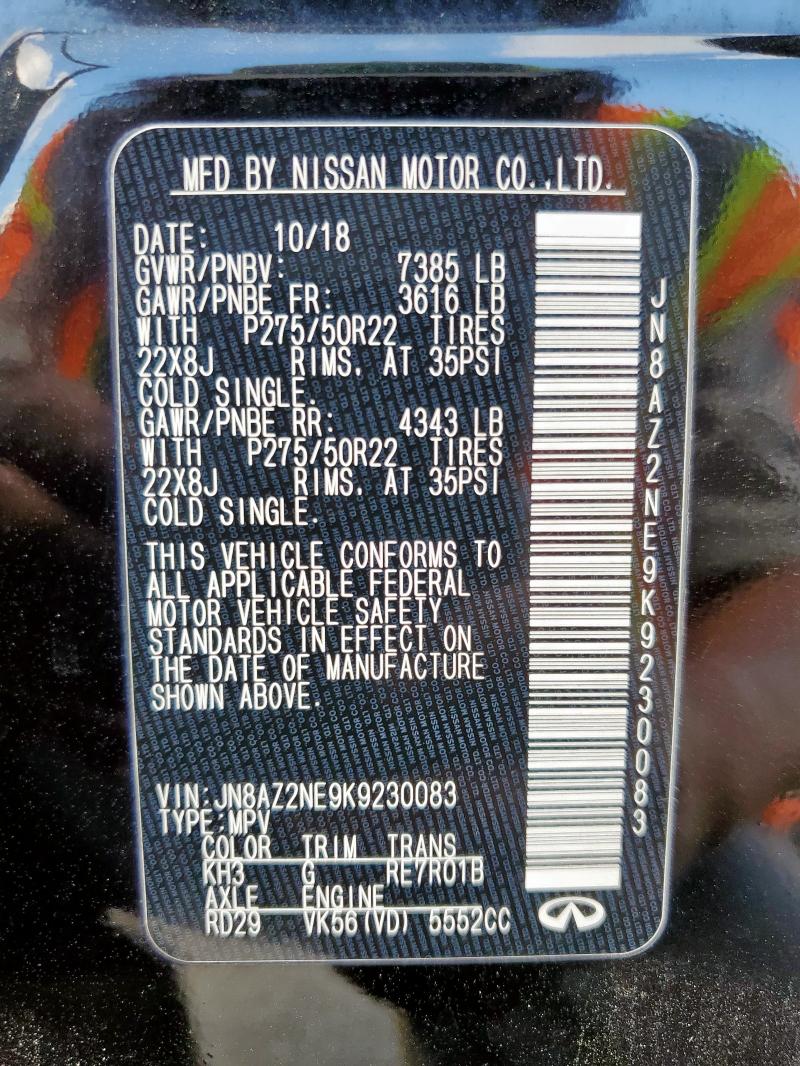 MFD BY NISSAN MOTOR CO.,LTD.
DATE: 10/18
GVWR/PNBV: 7385 LB
GAWR/PNBE FR: 3616 LB
WITH P275/50R22 TIRES
22X8J RIMS, AT 35PSI
COLD SINGLE.
GAWR/PNBE RR: 4343 LB
WITH P275/50R22 TIRES
22X8J RIMS, AT 35PSI
COLD SINGLE.
THIS VEHICLE CONFORMS TO
ALL APPLICABLE FEDERAL
MOTOR VEHICLE SAFETY
STANDARDS IN EFFECT ON
THE DATE OF MANUFACTURE
SHOWN ABOVE.
VIN:JN8AZ2NE9K9230083
TYPE:MPV
COLOR TRIM TRANS
KH3 G RE7R01B
AXLE ENGINE
RD29 VK56(VD) 5552CC
JN8AZ2NE9K9230083